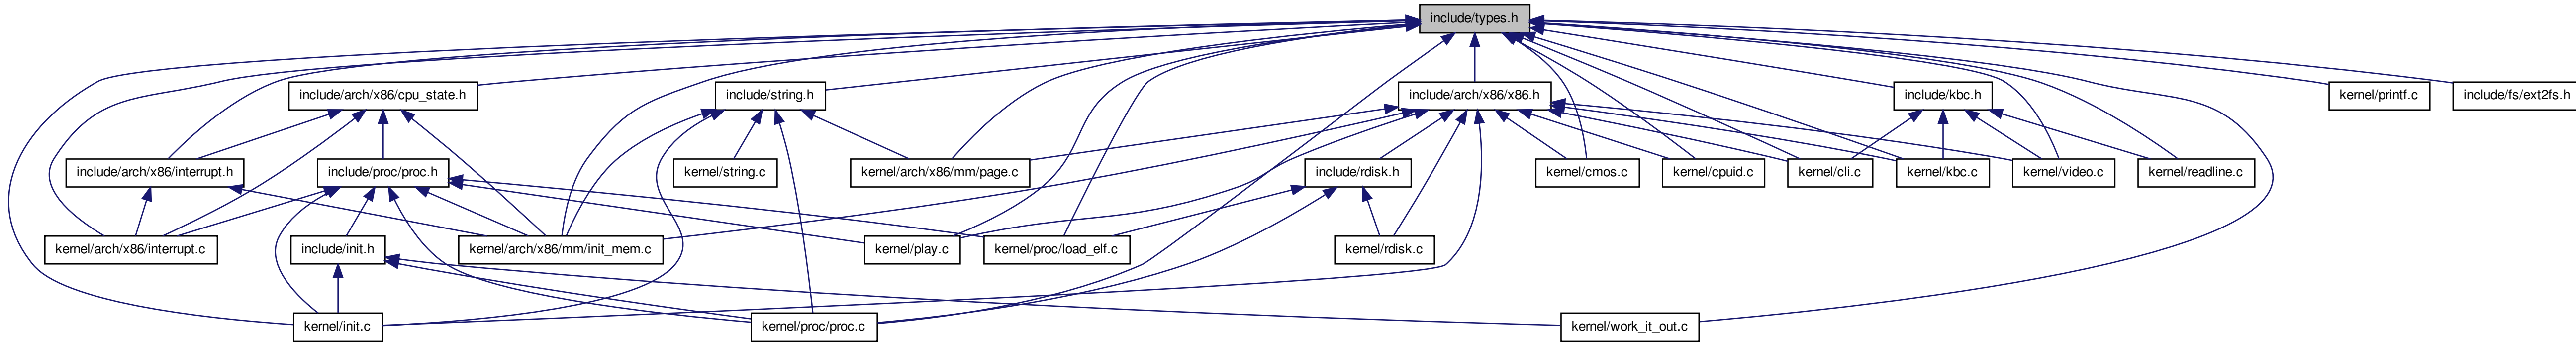 include/types.h
include/arch/x86/cpu_state.h
include/string.h
include/arch/x86/x86.h
include/kbc.h
kernel/printf.c
include/fs/ext2fs.h
include/arch/x86/interrupt.h
include/proc/proc.h
kernel/string.c
kernel/arch/x86/mm/page.c
include/rdisk.h
kernel/cmos.c
kernel/cpuid.c
kernel/cli.c
kernel/kbc.c
kernel/video.c
kernel/readline.c
kernel/arch/x86/interrupt.c
include/init.h
kernel/arch/x86/mm/init_mem.c
kernel/play.c
kernel/proc/load_elf.c
kernel/rdisk.c
kernel/init.c
kernel/proc/proc.c
kernel/work_it_out.c